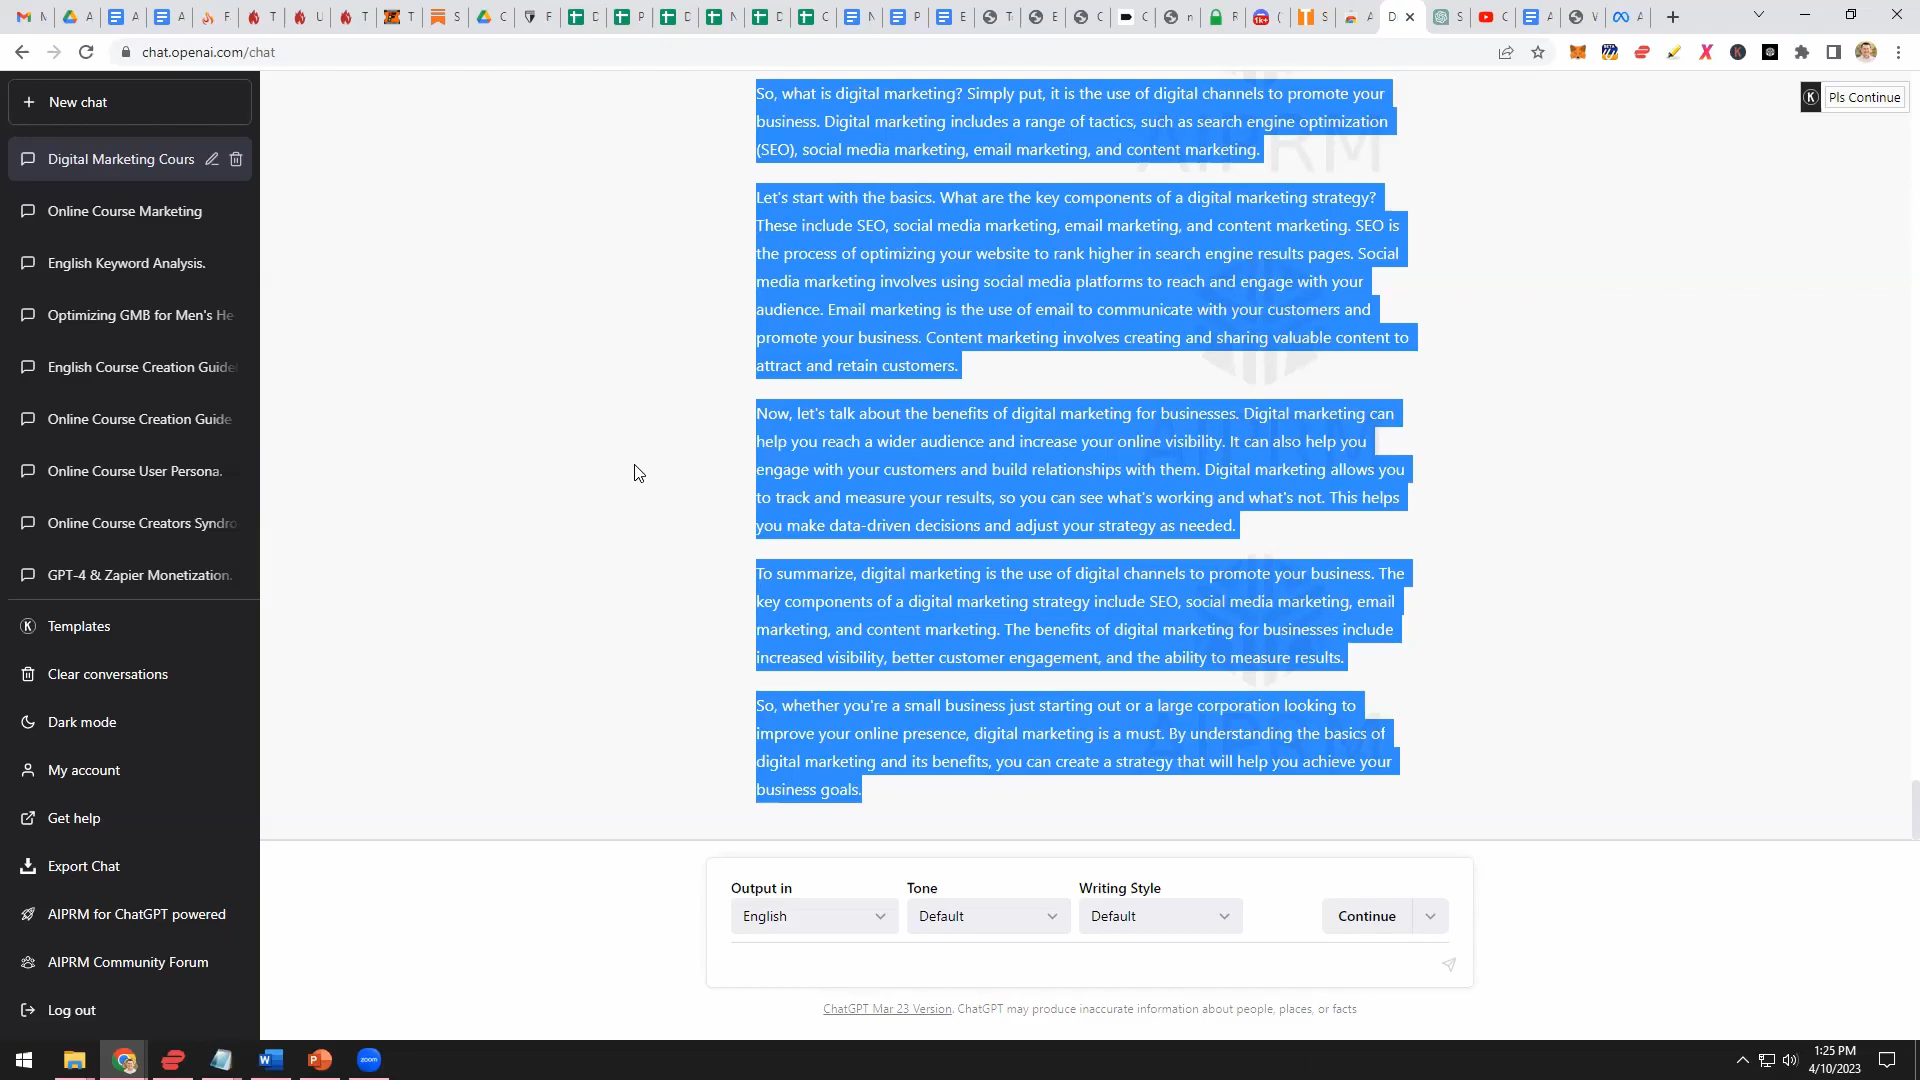 chat.openai.com/chat
New chat
Pls Continue
Digital Marketing Cours
Online Course Marketing
English Keyword Analysis.
Optimizing GMB for Men's He
English Course Creation Guide
Online Course Creation Guide
Online Course User Persona.
Online Course Creators Syndro
GPT-4 & Zapier Monetization.
Templates
Clear conversations
Dark mode
My account
Get help
Export Chat
AIPRM for ChatGPT powered
AIPRM Community Forum
Log out
So, what is digital marketing? Simply put, it is the use of digital channels to promote your
business. Digital marketing includes a range of tactics, such as search engine optimization
(SEO), social media marketing, email marketing, and content marketing.
Let's start with the basics. What are the key components of a digital marketing strategy?
These include SEO, social media marketing, email marketing, and content marketing. SEO is
the process of optimizing your website to rank higher in search engine results pages. Social
media marketing involves using social media platforms to reach and engage with your
audience. Email marketing is the use of email to communicate with your customers and
promote your business. Content marketing involves creating and sharing valuable content to
attract and retain customers.
Now, let's talk about the benefits of digital marketing for businesses. Digital marketing can
help you reach a wider audience and increase your online visibility. It can also help you
engage with your customers and build relationships with them. Digital marketing allows you
to track and measure your results, so you can see what's working and what's not. This helps
you make data-driven decisions and adjust your strategy as needed.
To summarize, digital marketing is the use of digital channels to promote your business. The
key components of a digital marketing strategy include SEO, social media marketing, email
marketing, and content marketing. The benefits of digital marketing for businesses include
increased visibility, better customer engagement, and the ability to measure results.
So, whether you're a small business just starting out or a large corporation looking to
improve your online presence, digital marketing is a must. By understanding the basics of
digital marketing and its benefits, you can create a strategy that will help you achieve your
business goals.
Output in
Tone
Writing Style
English
Default
Default
Continue
ChatGPT Mar 23 Version. ChatGPT may produce inaccurate information about people, places, or facts
zoom
1:25 PM
4/10/2023